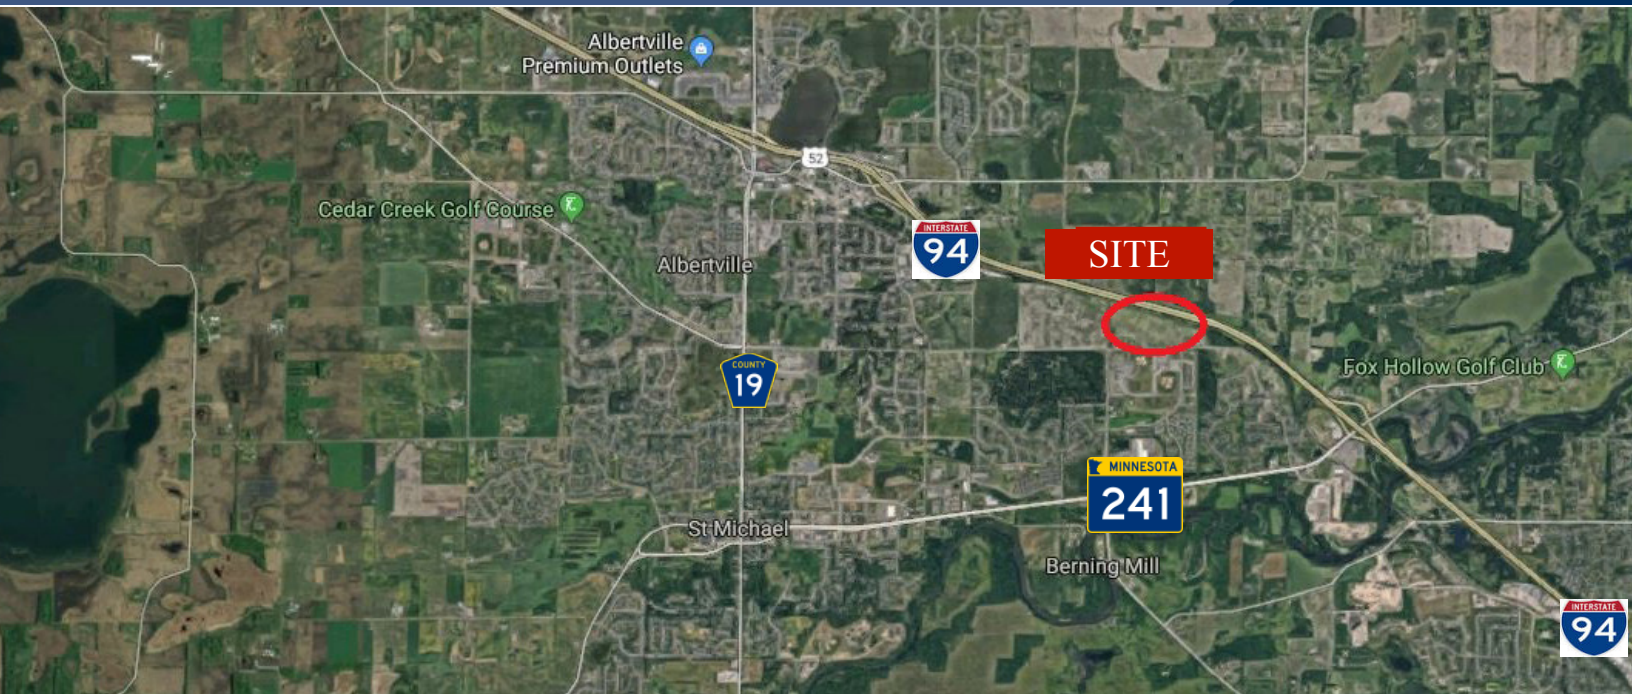 Albertville
Premium Outlets
52
Cedar Creek Golf Course
INTERSTATE
94
SITE
Albertville
COUNTY
19
Fox Hollow Golf Club
MINNESOTA
241
St Michael
Berning Mill
INTERSTATE
94